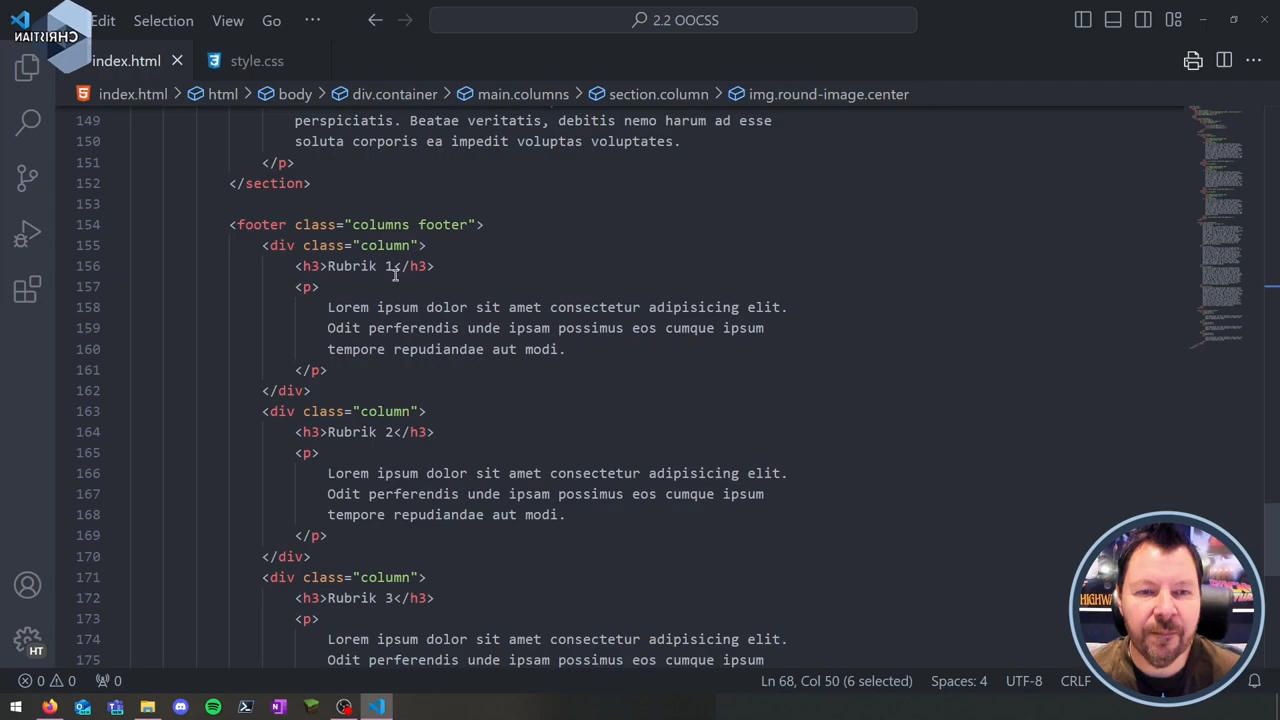 Edit Selection View Go ··· 2.2 OOCSS
CHRISTIAN
index.html style.css
index.html > html > body > div.container > main.columns > section.column > img.round-image.center
149 perspiciatis. Beatae veritatis, debitis nemo harum ad esse
150 soluta corporis ea impedit voluptas voluptates.
151 </p>
152 </section>
153
154 <footer class="columns footer">
155 <div class="column">
156 <h3>Rubrik 1</h3>
157 <p>
158 Lorem ipsum dolor sit amet consectetur adipisicing elit.
159 Odit perferendis unde ipsam possimus eos cumque ipsum
160 tempore repudiandae aut modi.
161 </p>
162 </div>
163 <div class="column">
164 <h3>Rubrik 2</h3>
165 <p>
166 Lorem ipsum dolor sit amet consectetur adipisicing elit.
167 Odit perferendis unde ipsam possimus eos cumque ipsum
168 tempore repudiandae aut modi.
169 </p>
170 </div>
171 <div class="column">
172 <h3>Rubrik 3</h3>
173 <p>
174 Lorem ipsum dolor sit amet consectetur adipisicing elit.
175 Odit perferendis unde ipsam possimus eos cumque ipsum
HT
0 0 0 Ln 68, Col 50 (6 selected) Spaces: 4 UTF-8 CRLF